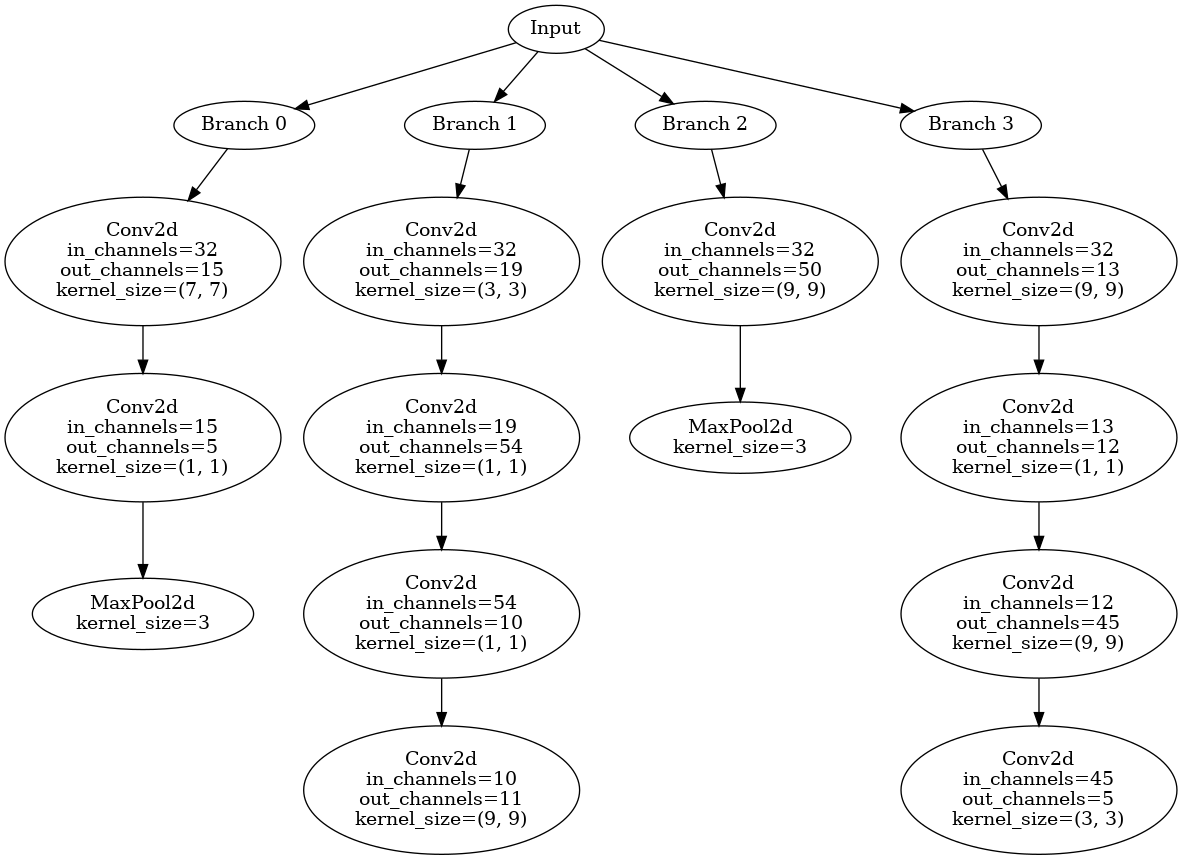 Input
Branch 0
Branch 1
Branch 2
Branch 3
Conv2d
in_channels=32
out_channels=15
kernel_size=(7, 7)
Conv2d
in_channels=32
out_channels=19
kernel_size=(3, 3)
Conv2d
in_channels=32
out_channels=50
kernel_size=(9, 9)
Conv2d
in_channels=32
out_channels=13
kernel_size=(9, 9)
Conv2d
in_channels=15
out_channels=5
kernel_size=(1, 1)
Conv2d
in_channels=19
out_channels=54
kernel_size=(1, 1)
MaxPool2d
kernel_size=3
Conv2d
in_channels=13
out_channels=12
kernel_size=(1, 1)
MaxPool2d
kernel_size=3
Conv2d
in_channels=54
out_channels=10
kernel_size=(1, 1)
Conv2d
in_channels=12
out_channels=45
kernel_size=(9, 9)
Conv2d
in_channels=10
out_channels=11
kernel_size=(9, 9)
Conv2d
in_channels=45
out_channels=5
kernel_size=(3, 3)